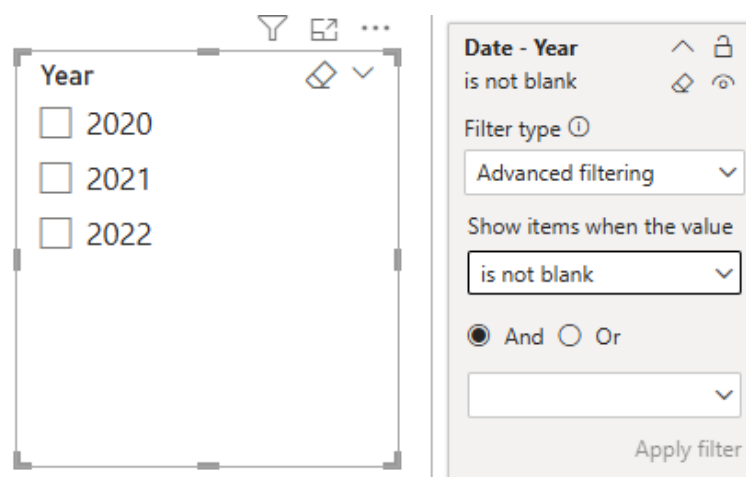 Year
2020
2021
2022
Date - Year
is not blank
Filter type
Advanced filtering
Show items when the value
is not blank
And Or
Apply filter